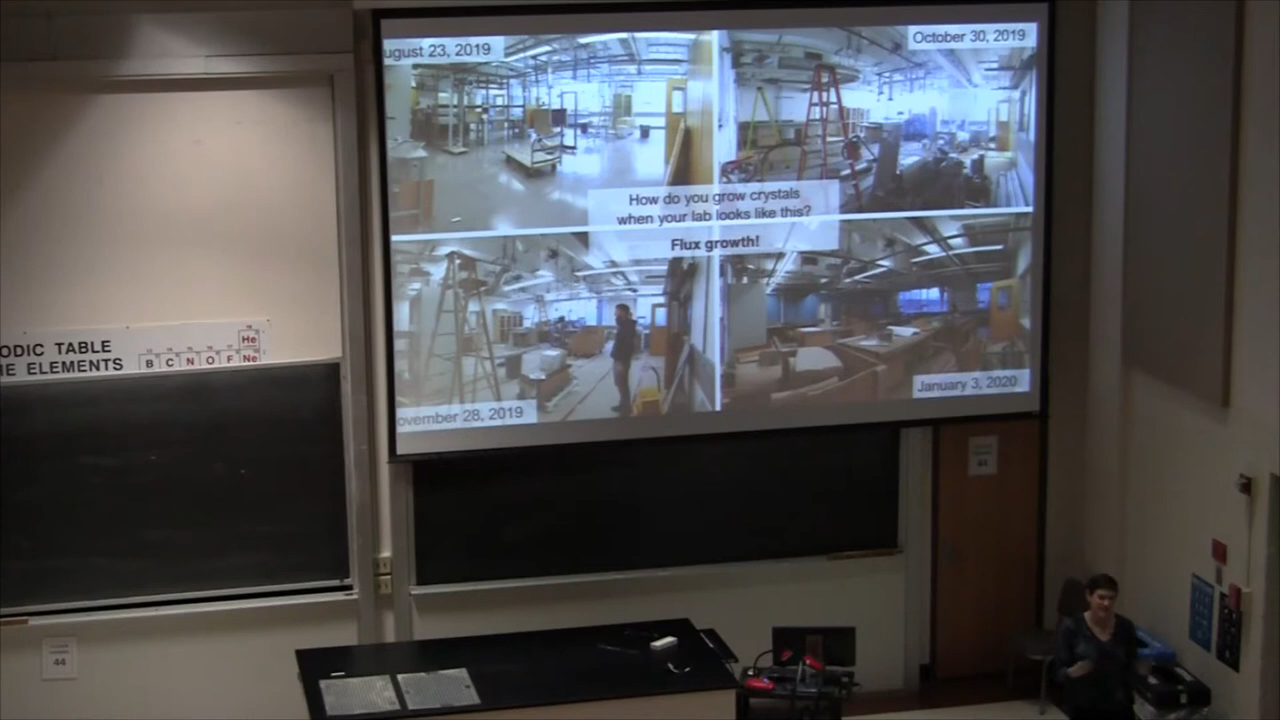 ugust 23, 2019
October 30, 2019
How do you grow crystals
when your lab looks like this?
Flux growth!
ovember 28, 2019
January 3, 2020
ODIC TABLE
HE ELEMENTS
He
B C N O F Ne
44
44